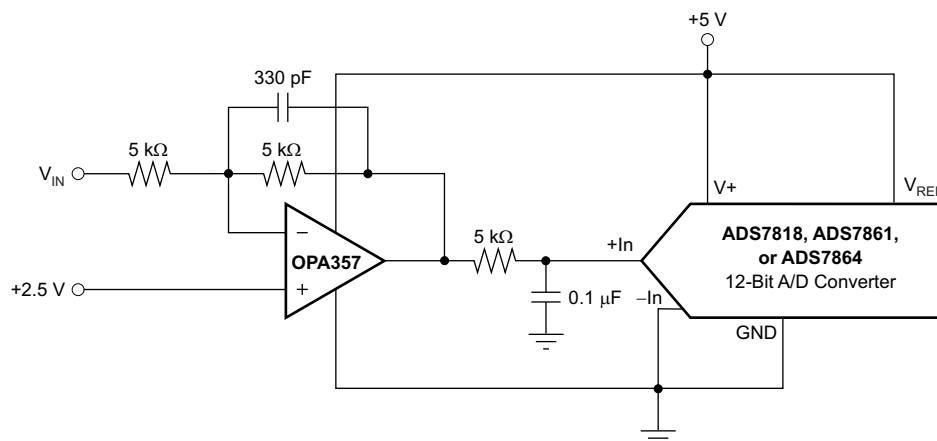 +5 V
330 pF
5 kΩ
5 kΩ
V_IN
V+
V_REF
−
OPA357
+
+2.5 V
5 kΩ
+In
0.1 μF
−In
ADS7818, ADS7861,
or ADS7864
12-Bit A/D Converter
GND